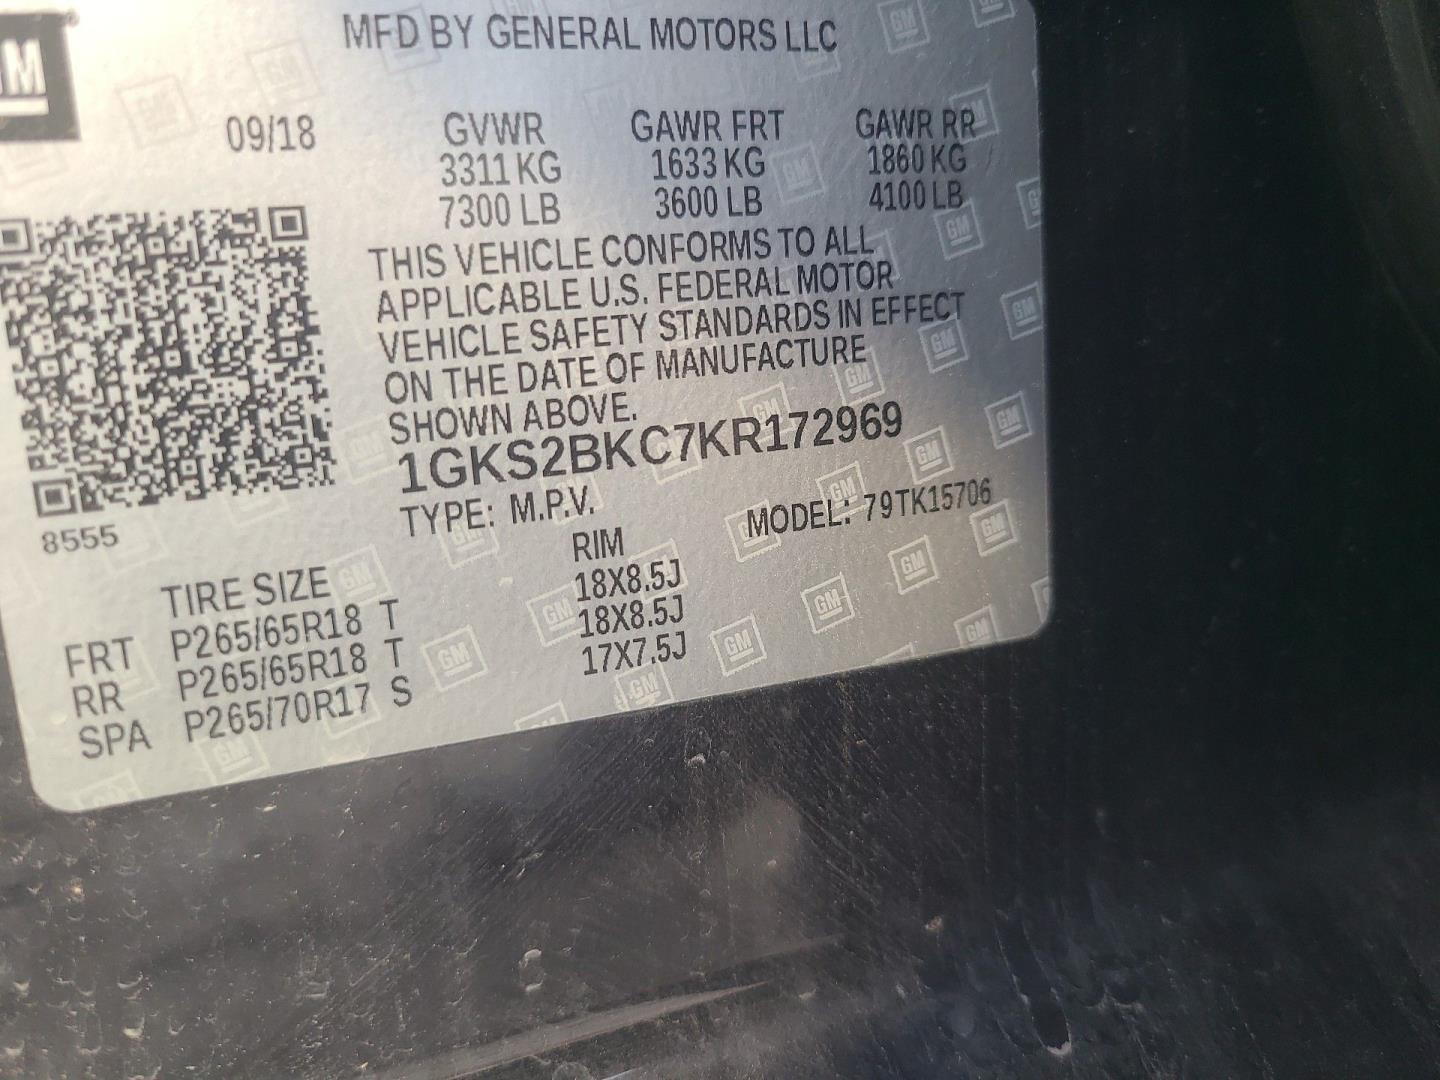 GM
MFD BY GENERAL MOTORS LLC
09/18 GVWR GAWR FRT GAWR RR
3311 KG 1633 KG 1860 KG
7300 LB 3600 LB 4100 LB
THIS VEHICLE CONFORMS TO ALL
APPLICABLE U.S. FEDERAL MOTOR
VEHICLE SAFETY STANDARDS IN EFFECT
ON THE DATE OF MANUFACTURE
SHOWN ABOVE.
1GKS2BKC7KR172969
TYPE: M.P.V. MODEL: 79TK15706
8555
TIRE SIZE RIM
FRT P265/65R18 T 18X8.5J
RR P265/65R18 T 18X8.5J
SPA P265/70R17 S 17X7.5J